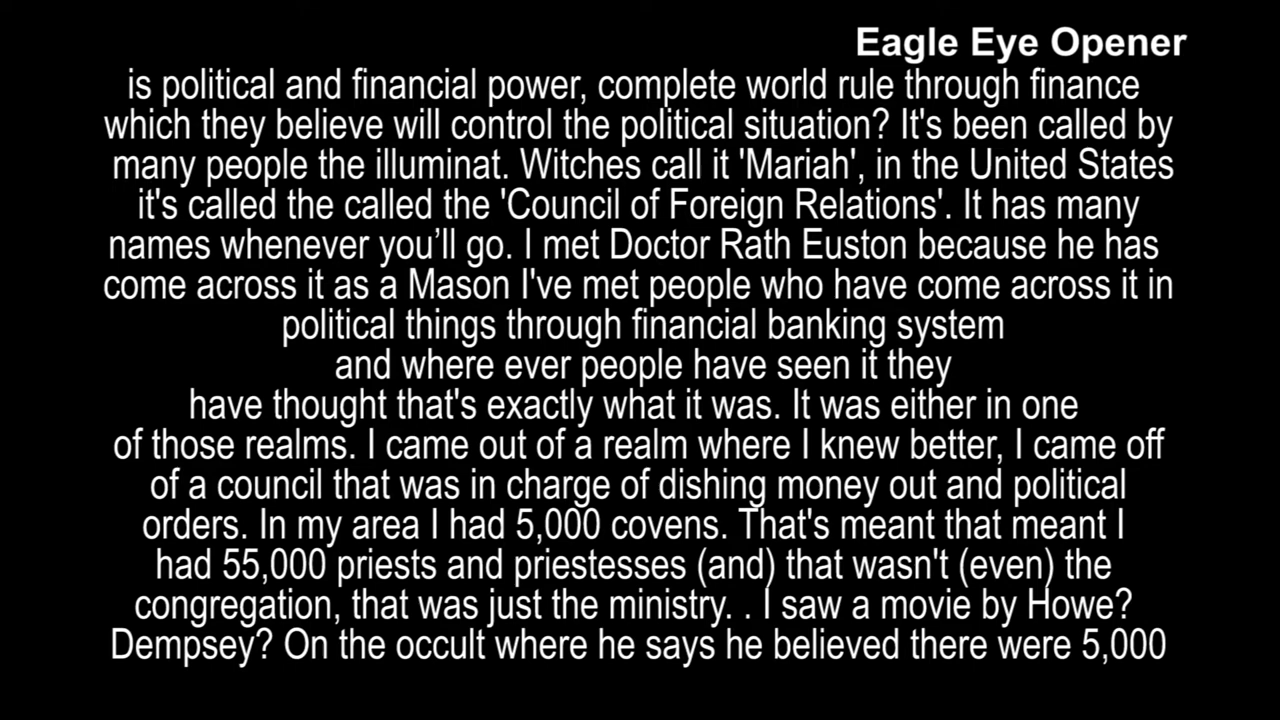 Eagle Eye Opener
is political and financial power, complete world rule through finance
which they believe will control the political situation? It's been called by
many people the illuminat. Witches call it 'Mariah', in the United States
it's called the called the 'Council of Foreign Relations'. It has many
names whenever you’ll go. I met Doctor Rath Euston because he has
come across it as a Mason I've met people who have come across it in
political things through financial banking system
and where ever people have seen it they
have thought that's exactly what it was. It was either in one
of those realms. I came out of a realm where I knew better, I came off
of a council that was in charge of dishing money out and political
orders. In my area I had 5,000 covens. That's meant that meant I
had 55,000 priests and priestesses (and) that wasn't (even) the
congregation, that was just the ministry. . I saw a movie by Howe?
Dempsey? On the occult where he says he believed there were 5,000